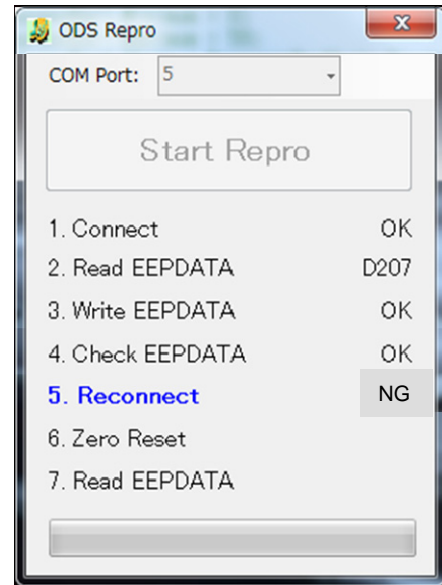 ODS Repro
COM Port: 5
Start Repro
1. Connect OK
2. Read EEPDATA D207
3. Write EEPDATA OK
4. Check EEPDATA OK
5. Reconnect NG
6. Zero Reset
7. Read EEPDATA